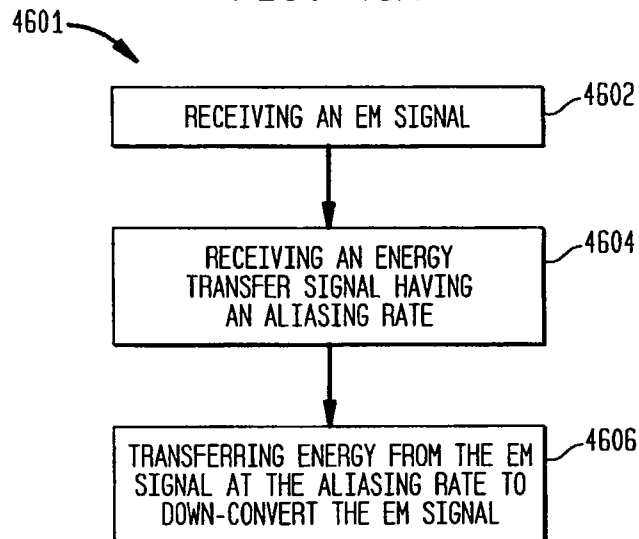 4601
RECEIVING AN EM SIGNAL
4602
RECEIVING AN ENERGY
TRANSFER SIGNAL HAVING
AN ALIASING RATE
4604
TRANSFERRING ENERGY FROM THE EM
SIGNAL AT THE ALIASING RATE TO
DOWN-CONVERT THE EM SIGNAL
4606